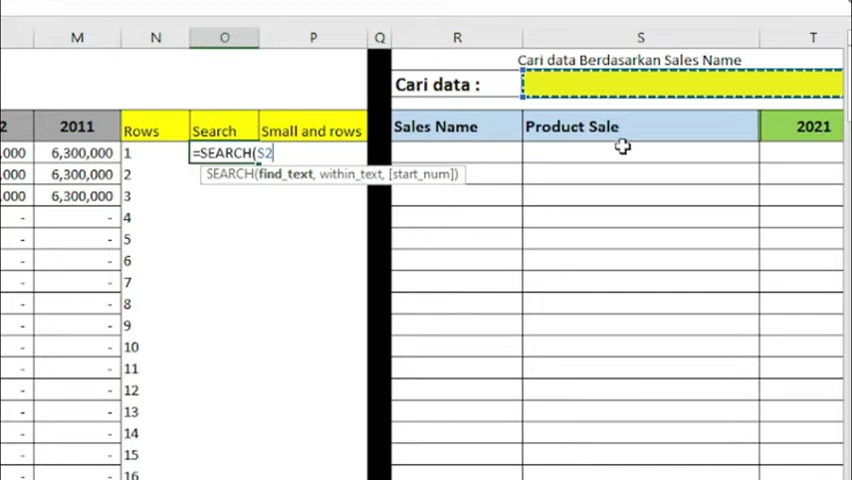 M N O P Q R S T
Cari data Berdasarkan Sales Name
Cari data :
2 2011 Rows Search Small and rows Sales Name Product Sale 2021
,000 6,300,000 1 =SEARCH(S2
,000 6,300,000 2 SEARCH(find_text, within_text, [start_num])
,000 6,300,000 3
- - 4
- - 5
- - 6
- - 7
- - 8
- - 9
- - 10
- - 11
- - 12
- - 13
- - 14
- - 15
- - 16